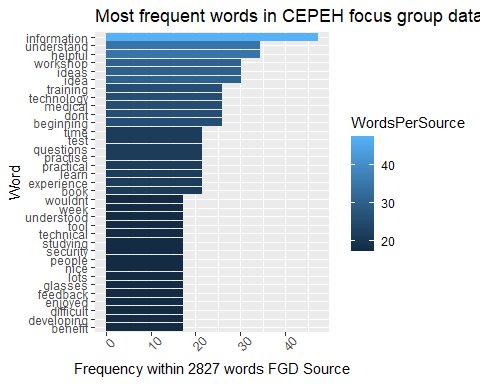 Most frequent words in CEPEH focus group data
information
understand
helpful
workshop
ideas
idea
training
technology
medical
dont
beginning
time
test
questions
practise
practical
learn
experience
book
wouldnt
week
understood
tool
technical
studying
security
people
nice
lots
glasses
feedback
enjoyed
difficult
developing
benefit
Word
0
10
20
30
40
Frequency within 2827 words FGD Source
WordsPerSource
40
30
20